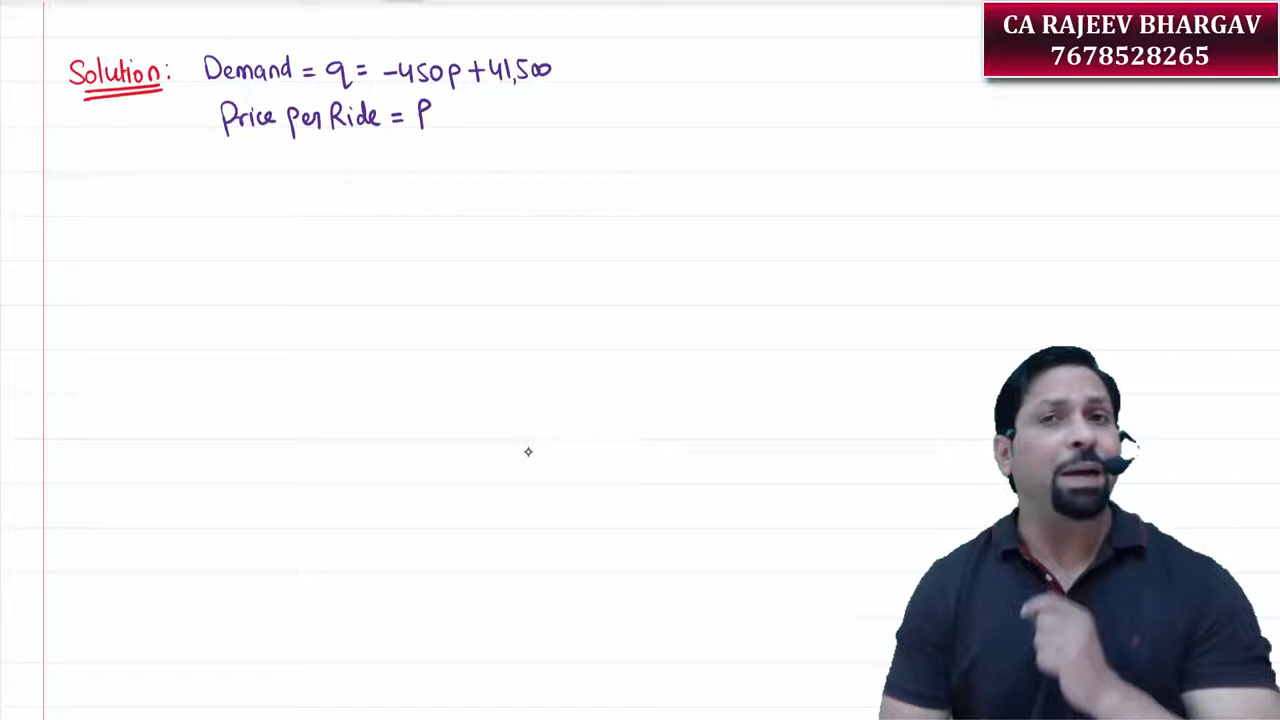 CA RAJEEV BHARGAV
7678528265
Solution: Demand = q = -450p + 41,500
Price per Ride = P